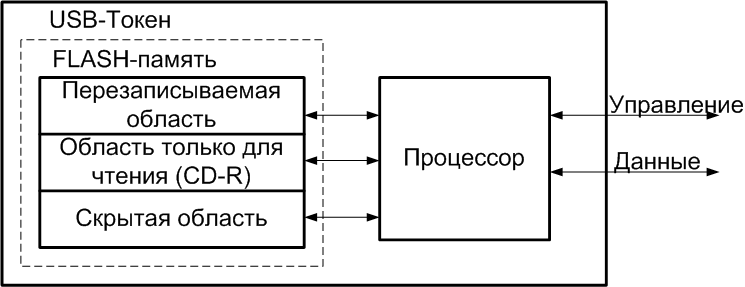 USB-Токен
FLASH-память
Перезаписываемая
область
Область только для
чтения (CD-R)
Скрытая область
Процессор
Управление
Данные